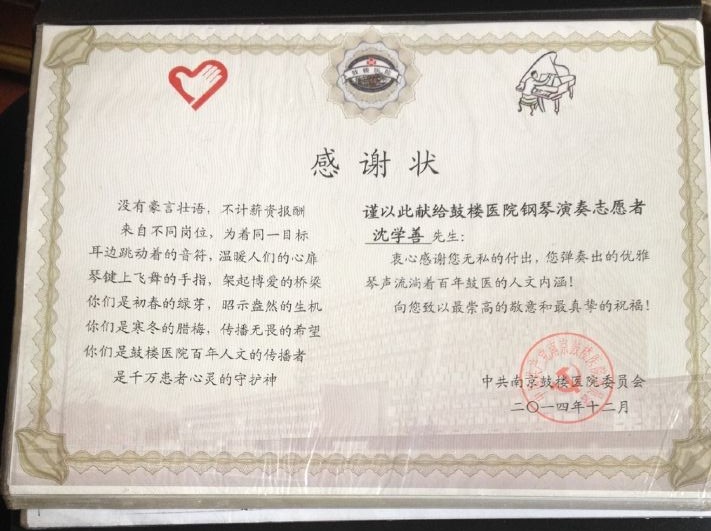 鼓楼医院
感谢状
没有豪言壮语，不计薪资报酬
来自不同岗位，为着同一目标
耳边跳动着的音符，温暖人们的心扉
琴键上飞舞的手指，架起博爱的桥梁
你们是初春的绿芽，昭示盎然的生机
你们是寒冬的腊梅，传播无畏的希望
你们是鼓楼医院百年人文的传播者
是千万患者心灵的守护神
谨以此献给鼓楼医院钢琴演奏志愿者
沈学善先生：
衷心感谢您无私的付出，您弹奏出的优雅
琴声流淌着百年鼓医的人文内涵！
向您致以最崇高的敬意和最真挚的祝福！
中共南京鼓楼医院委员会
二〇一四年十二月